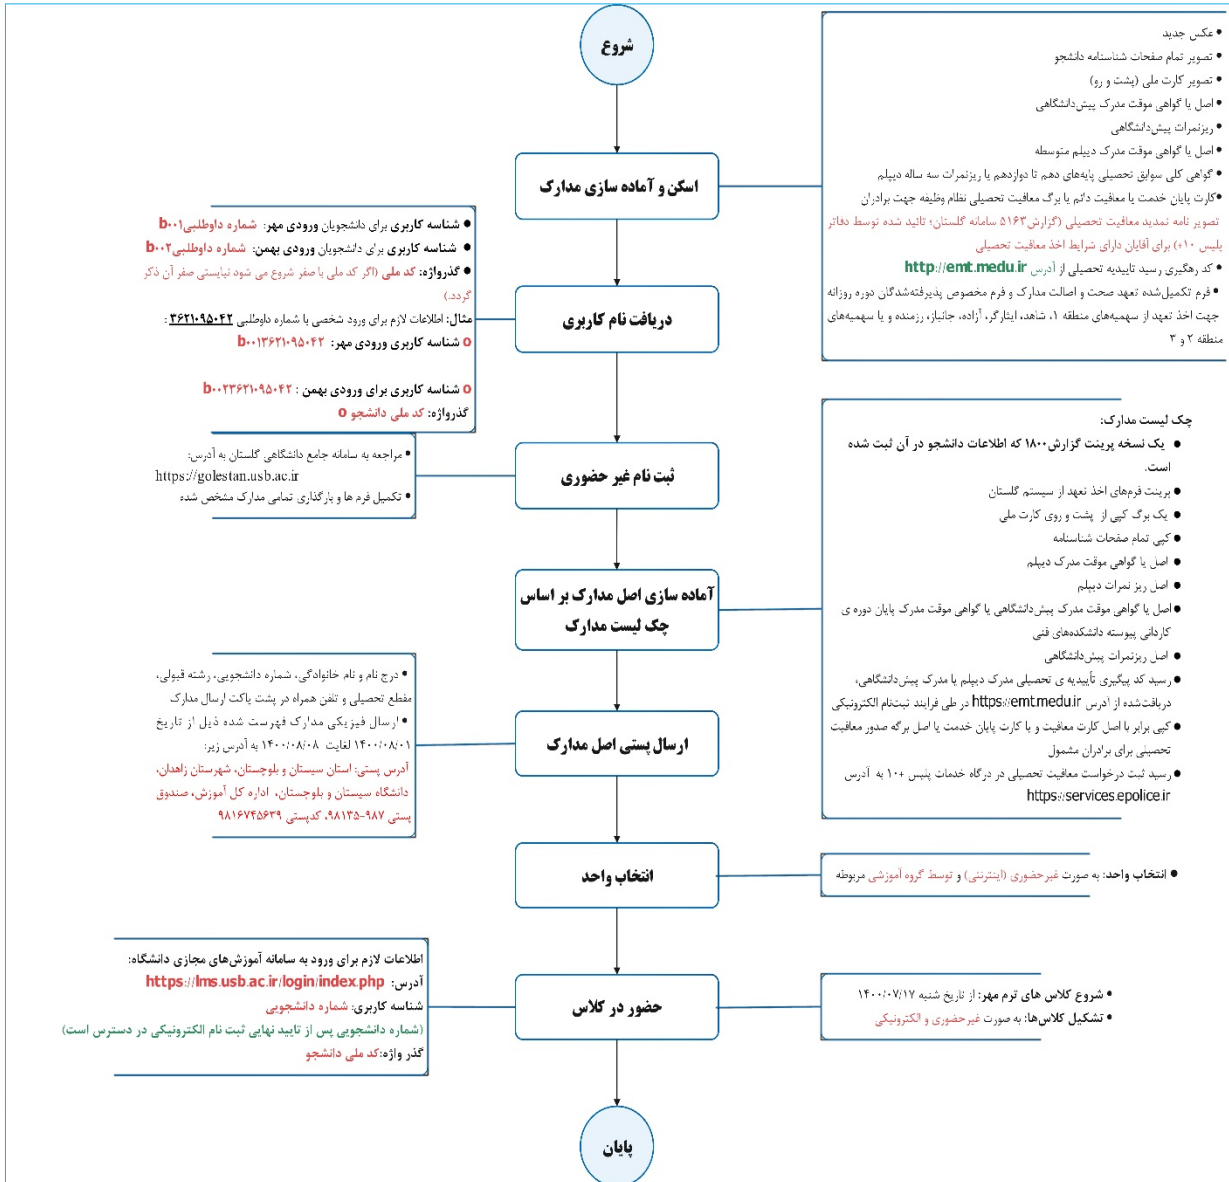 شروع
• عکس جدید
• تصویر تمام صفحات شناسنامه دانشجو
• تصویر کارت ملی (پشت و رو)
• اصل یا گواهی موقت مدرک پیش‌دانشگاهی
• ریزنمرات پیش‌دانشگاهی
• اصل یا گواهی موقت مدرک دیپلم متوسطه
• گواهی کلی سوابق تحصیلی پایه‌های دهم تا دوازدهم یا ریزنمرات سه ساله دیپلم
•کارت پایان خدمت یا معافیت دائم یا برگ معافیت تحصیلی نظام وظیفه جهت برادران
تصویر نامه تمدید معافیت تحصیلی (گزارش۵۱۶۳ سامانه گلستان؛ تائید شده توسط دفاتر
پلیس ۱۰+) برای آقایان دارای شرایط اخذ معافیت تحصیلی
• کد رهگیری رسید تاییدیه تحصیلی از آدرس http://emt.medu.ir
• فرم تکمیل‌شده تعهد صحت و اصالت مدارک و فرم مخصوص پذیرفته‌شدگان دوره روزانه
جهت اخذ تعهد از سهمیه‌های منطقه ۱، شاهد، ایثارگر، آزاده، جانباز، رزمنده و یا سهمیه‌های
منطقه ۲ و ۳
اسکن و آماده سازی مدارک
• شناسه کاربری برای دانشجویان ورودی مهر: شماره داوطلبیb۰۰۱
• شناسه کاربری برای دانشجویان ورودی بهمن: شماره داوطلبیb۰۰۲
• گذرواژه: کد ملی (اگر کد ملی با صفر شروع می شود نبایستی صفر آن ذکر
گردد.)
مثال: اطلاعات لازم برای ورود شخصی با شماره داوطلبی ۳۶۲۱۰۹۵۰۴۲ :
o شناسه کاربری ورودی مهر: b۰۰۱۳۶۲۱۰۹۵۰۴۲
o شناسه کاربری برای ورودی بهمن : b۰۰۲۳۶۲۱۰۹۵۰۴۲
گذرواژه: کد ملی دانشجو o
دریافت نام کاربری
ثبت نام غیر حضوری
• مراجعه به سامانه جامع دانشگاهی گلستان به آدرس:
https://golestan.usb.ac.ir
• تکمیل فرم ها و بارگذاری تمامی مدارک مشخص شده
چک لیست مدارک:
• یک نسخه پرینت گزارش۱۸۰۰ که اطلاعات دانشجو در آن ثبت شده
است.
• پرینت فرم‌های اخذ تعهد از سیستم گلستان
• یک برگ کپی از پشت و روی کارت ملی
• کپی تمام صفحات شناسنامه
• اصل یا گواهی موقت مدرک دیپلم
• اصل ریز نمرات دیپلم
• اصل یا گواهی موقت مدرک پیش‌دانشگاهی یا گواهی موقت مدرک پایان دوره ی
کاردانی پیوسته دانشکده‌های فنی
• اصل ریزنمرات پیش‌دانشگاهی
• رسید کد پیگیری تأییدیه ی تحصیلی مدرک دیپلم یا مدرک پیش‌دانشگاهی،
دریافت‌شده از آدرس https://emt.medu.ir در طی فرایند ثبت‌نام الکترونیکی
• کپی برابر با اصل کارت معافیت و یا کارت پایان خدمت یا اصل برگه صدور معافیت
تحصیلی برای برادران مشمول
• رسید ثبت درخواست معافیت تحصیلی در درگاه خدمات پلیس +۱۰ به آدرس
https://services.epolice.ir
آماده سازی اصل مدارک بر اساس
چک لیست مدارک
• درج نام و نام خانوادگی، شماره دانشجویی، رشته قبولی،
مقطع تحصیلی و تلفن همراه در پشت پاکت ارسال مدارک
• ارسال فیزیکی مدارک فهرست شده ذیل از تاریخ
۱۴۰۰/۰۸/۰۱ لغایت ۱۴۰۰/۰۸/۰۸ به آدرس زیر:
آدرس پستی: استان سیستان و بلوچستان، شهرستان زاهدان،
دانشگاه سیستان و بلوچستان، اداره کل آموزش، صندوق
پستی ۹۸۷-۹۸۱۳۵، کدپستی ۹۸۱۶۷۴۵۶۳۹
ارسال پستی اصل مدارک
انتخاب واحد
• انتخاب واحد: به صورت غیرحضوری (اینترنتی) و توسط گروه آموزشی مربوطه
اطلاعات لازم برای ورود به سامانه آموزش‌های مجازی دانشگاه:
آدرس: https://lms.usb.ac.ir/login/index.php
شناسه کاربری: شماره دانشجویی
(شماره دانشجویی پس از تایید نهایی ثبت نام الکترونیکی در دسترس است)
گذر واژه:کد ملی دانشجو
حضور در کلاس
• شروع کلاس های ترم مهر: از تاریخ شنبه ۱۴۰۰/۰۷/۱۷
• تشکیل کلاس‌ها: به صورت غیرحضوری و الکترونیکی
پایان